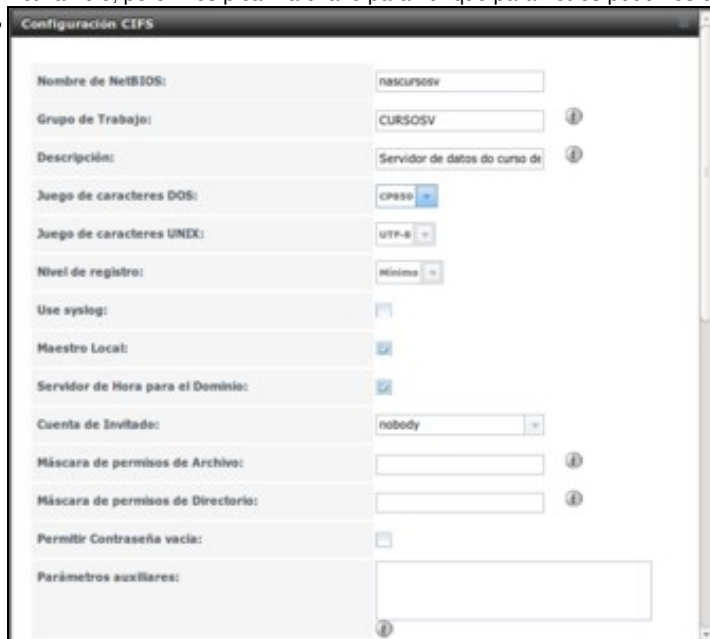 Configuración CIFS
Nombre de NetBIOS:
nascursosv
Grupo de Trabajo:
CURSOSV
Descripción:
Servidor de datos do curso de
Juego de caracteres DOS:
CP850
Juego de caracteres UNIX:
UTF-8
Nivel de registro:
Mínimo
Use syslog:
Maestro Local:
Servidor de Hora para el Dominio:
Cuenta de Invitado:
nobody
Máscara de permisos de Archivo:
Máscara de permisos de Directorio:
Permitir Contraseña vacía:
Parámetros auxiliares: